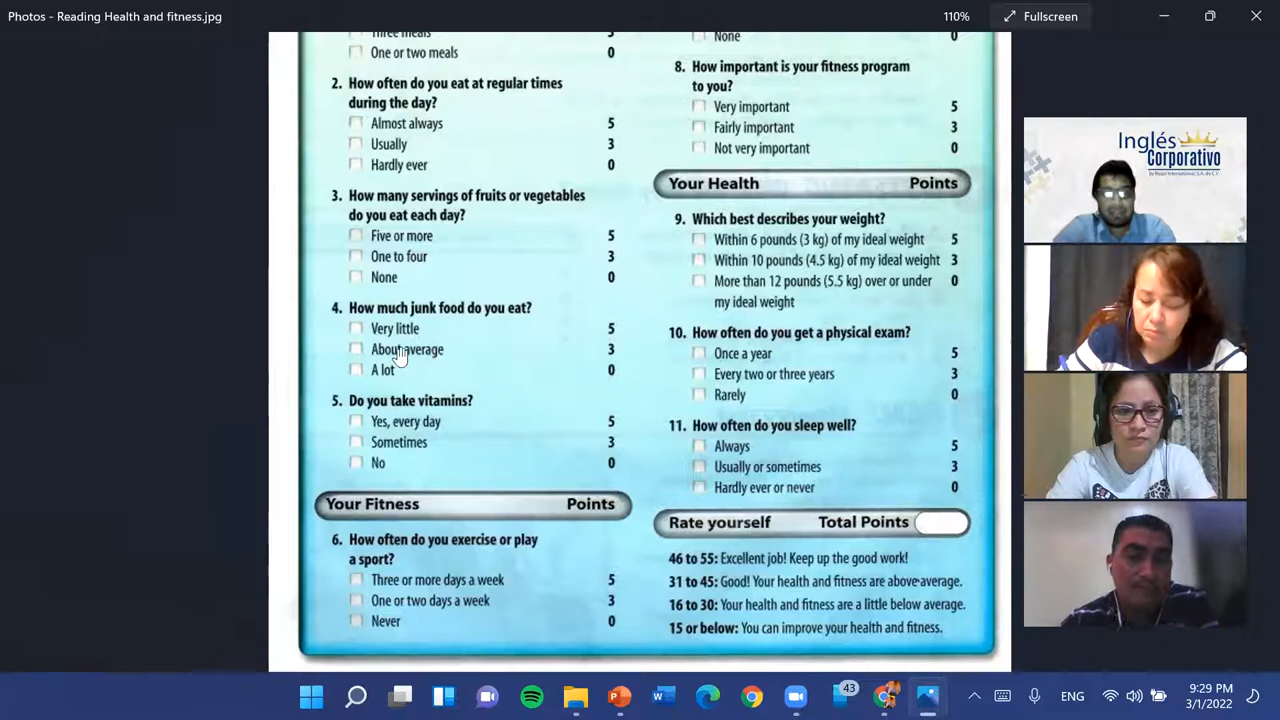 Photos - Reading Health and fitness.jpg
110%
Fullscreen
Three meals 5
One or two meals 0
2. How often do you eat at regular times
during the day?
Almost always 5
Usually 3
Hardly ever 0
3. How many servings of fruits or vegetables
do you eat each day?
Five or more 5
One to four 3
None 0
4. How much junk food do you eat?
Very little 5
About average 3
A lot 0
5. Do you take vitamins?
Yes, every day 5
Sometimes 3
No 0
Your Fitness Points
6. How often do you exercise or play
a sport?
Three or more days a week 5
One or two days a week 3
Never 0
None 0
8. How important is your fitness program
to you?
Very important 5
Fairly important 3
Not very important 0
Your Health Points
9. Which best describes your weight?
Within 6 pounds (3 kg) of my ideal weight 5
Within 10 pounds (4.5 kg) of my ideal weight 3
More than 12 pounds (5.5 kg) over or under 0
my ideal weight
10. How often do you get a physical exam?
Once a year 5
Every two or three years 3
Rarely 0
11. How often do you sleep well?
Always 5
Usually or sometimes 3
Hardly ever or never 0
Rate yourself Total Points
46 to 55: Excellent job! Keep up the good work!
31 to 45: Good! Your health and fitness are above average.
16 to 30: Your health and fitness are a little below average.
15 or below: You can improve your health and fitness.
Inglés
Corporativo
by Royal International, S.A. de C.V.
43
ENG
9:29 PM
3/1/2022